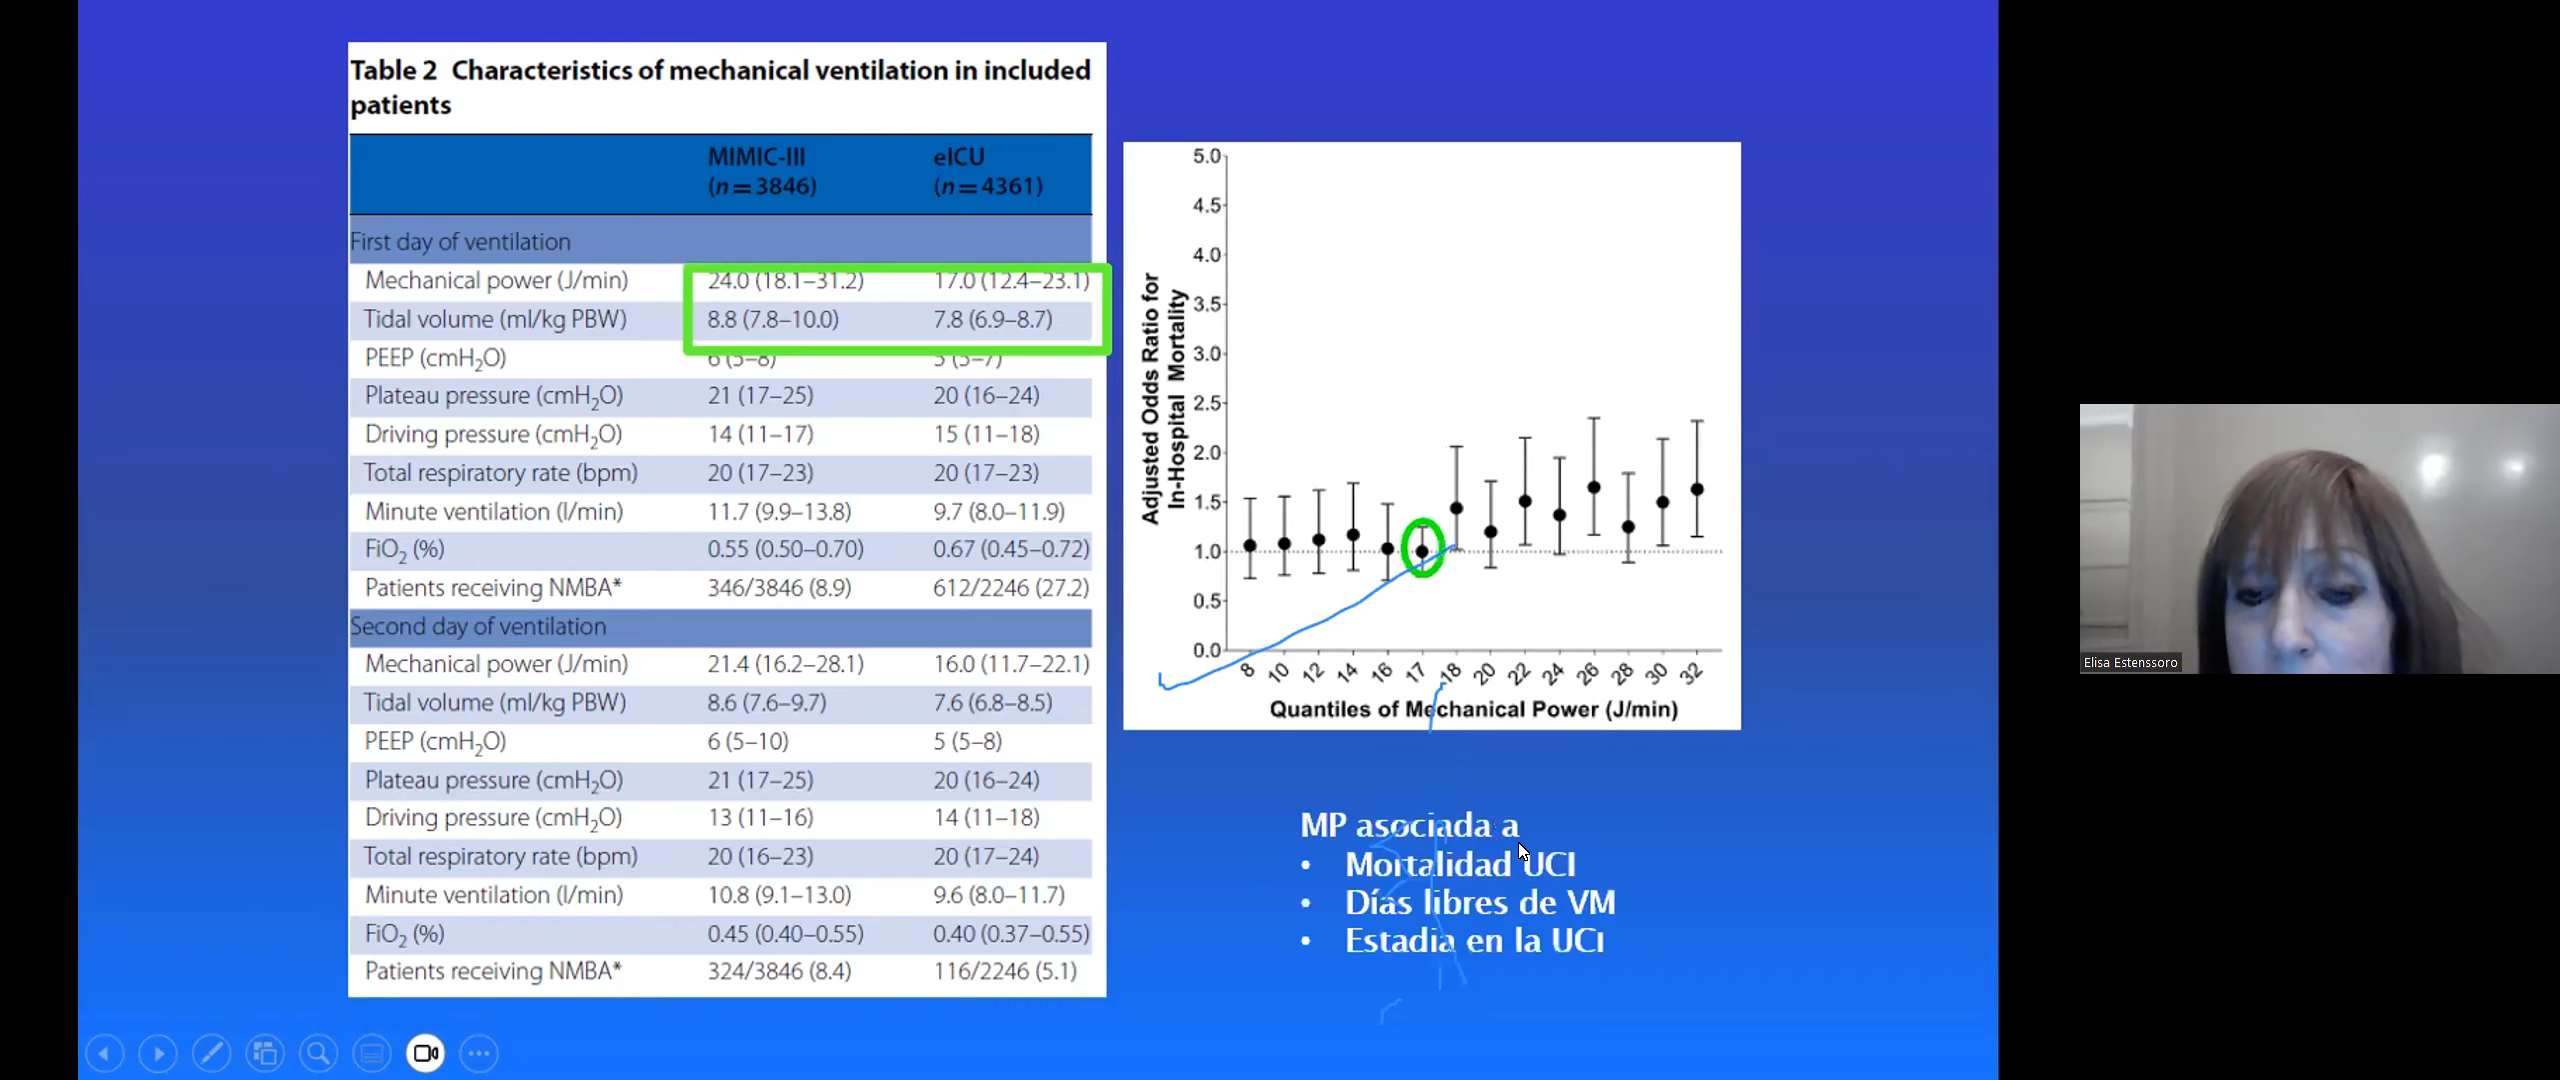 Table 2 Characteristics of mechanical ventilation in included
patients
MIMIC-III eICU
(n = 3846) (n = 4361)
First day of ventilation
Mechanical power (J/min) 24.0 (18.1–31.2) 17.0 (12.4–23.1)
Tidal volume (ml/kg PBW) 8.8 (7.8–10.0) 7.8 (6.9–8.7)
PEEP (cmH₂O) 6 (5–8) 5 (5–7)
Plateau pressure (cmH₂O) 21 (17–25) 20 (16–24)
Driving pressure (cmH₂O) 14 (11–17) 15 (11–18)
Total respiratory rate (bpm) 20 (17–23) 20 (17–23)
Minute ventilation (l/min) 11.7 (9.9–13.8) 9.7 (8.0–11.9)
FiO₂ (%) 0.55 (0.50–0.70) 0.67 (0.45–0.72)
Patients receiving NMBA* 346/3846 (8.9) 612/2246 (27.2)
Second day of ventilation
Mechanical power (J/min) 21.4 (16.2–28.1) 16.0 (11.7–22.1)
Tidal volume (ml/kg PBW) 8.6 (7.6–9.7) 7.6 (6.8–8.5)
PEEP (cmH₂O) 6 (5–10) 5 (5–8)
Plateau pressure (cmH₂O) 21 (17–25) 20 (16–24)
Driving pressure (cmH₂O) 13 (11–16) 14 (11–18)
Total respiratory rate (bpm) 20 (16–23) 20 (17–24)
Minute ventilation (l/min) 10.8 (9.1–13.0) 9.6 (8.0–11.7)
FiO₂ (%) 0.45 (0.40–0.55) 0.40 (0.37–0.55)
Patients receiving NMBA* 324/3846 (8.4) 116/2246 (5.1)
Adjusted Odds Ratio for
In-Hospital Mortality
5.0
4.5
4.0
3.5
3.0
2.5
2.0
1.5
1.0
0.5
0.0
8 10 12 14 16 17 18 20 22 24 26 28 30 32
Quantiles of Mechanical Power (J/min)
MP asociada a
• Mortalidad UCI
• Días libres de VM
• Estadia en la UCI
Elisa Estenssoro